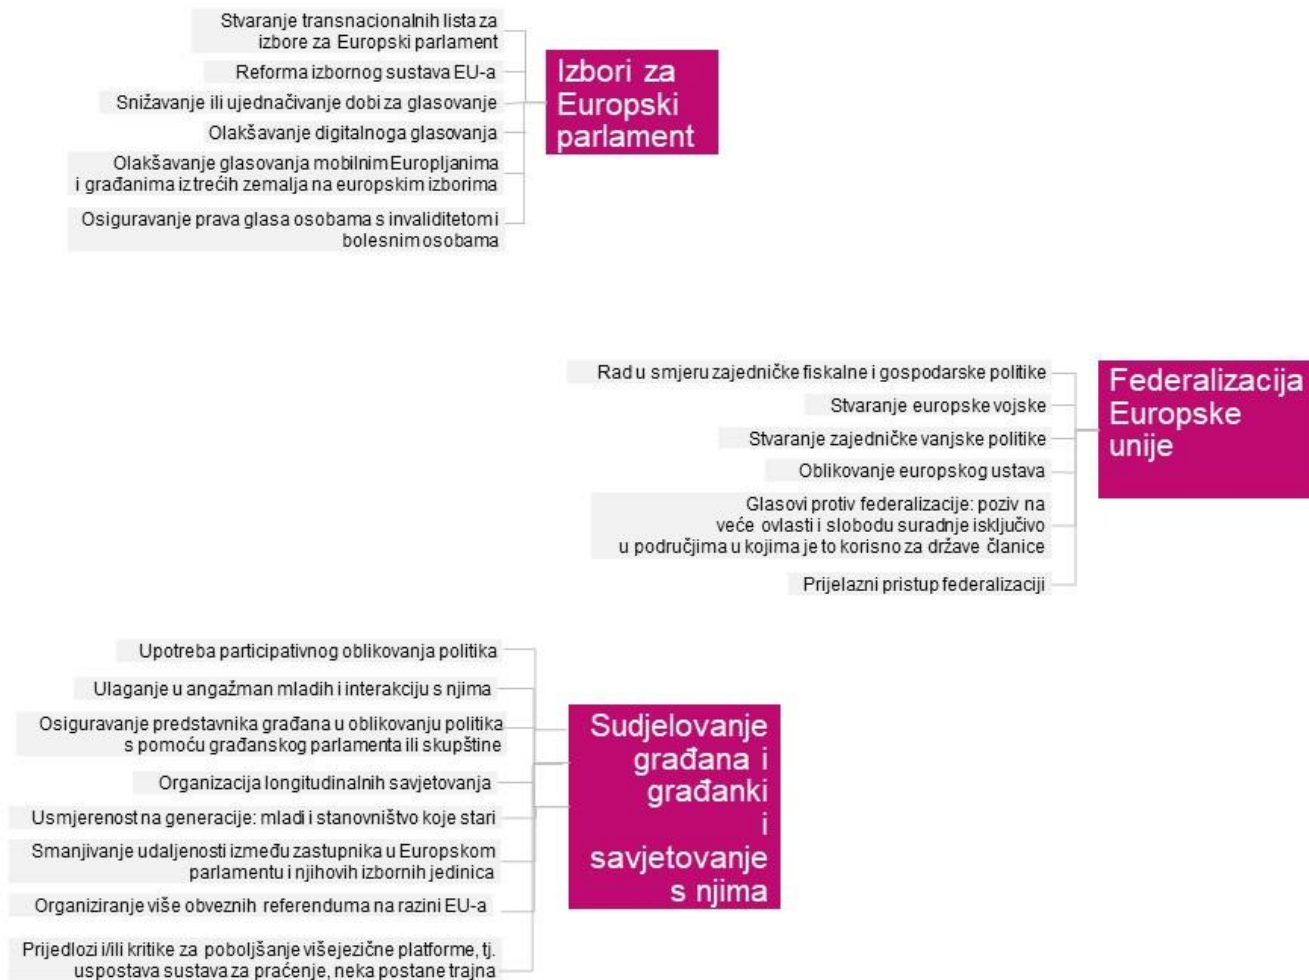 Stvaranje transnacionalnih lista za
izbore za Europski parlament
Reforma izbornog sustava EU-a
Snižavanje ili ujednačivanje dobi za glasovanje
Olakšavanje digitalnoga glasovanja
Olakšavanje glasovanja mobilnim Europljanima
i građanima iz trećih zemalja na europskim izborima
Osiguravanje prava glasa osobama s invaliditetom i
bolesnim osobama
Izbori za
Europski
parlament
Rad u smjeru zajedničke fiskalne i gospodarske politike
Stvaranje europske vojske
Stvaranje zajedničke vanjske politike
Oblikovanje europskog ustava
Glasovi protiv federalizacije: poziv na
veće ovlasti i slobodu suradnje isključivo
u područjima u kojima je to korisno za države članice
Prijelazni pristup federalizaciji
Federalizacija
Europske
unije
Upotreba participativnog oblikovanja politika
Ulaganje u angažman mladih i interakciju s njima
Osiguravanje predstavnika građana u oblikovanju politika
s pomoću građanskog parlamenta ili skupštine
Organizacija longitudinalnih savjetovanja
Usmjerenost na generacije: mladi i stanovništvo koje stari
Smanjivanje udaljenosti između zastupnika u Europskom
parlamentu i njihovih izbornih jedinica
Organiziranje više obveznih referenduma na razini EU-a
Prijedlozi i/ili kritike za poboljšanje višejezične platforme, tj.
uspostava sustava za praćenje, neka postane trajna
Sudjelovanje
građana i
građanki
i
savjetovanje
s njima